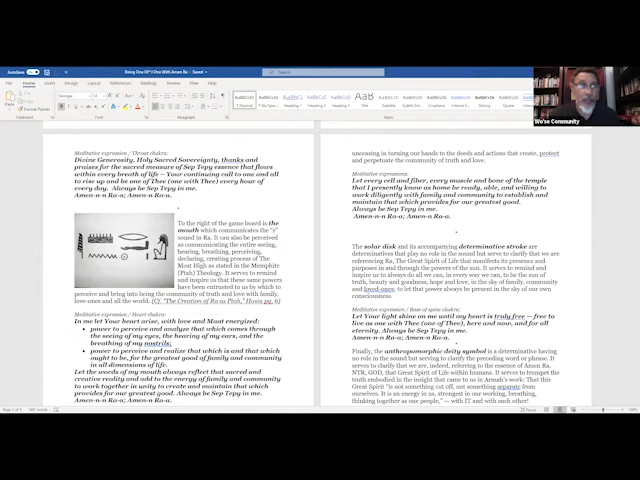 AutoSave
Being One OF*/ One With Amen Ra - Saved
Search
File Home Insert Draw Design Layout References Mailings Review View Help
Paste
Cut
Copy
Format Painter
We'se Community
Meditative expression / Throat chakra:
Divine Generosity, Holy Sacred Sovereignty, thanks and
praises for the sacred measure of Sep Tepy essence that flows
within every breath of life – Your continuing call to one and all
to rise up and be one of Thee (one with Thee) every hour of
every day. Always be Sep Tepy in me.
Amen-n-n Ra-a; Amen-n Ra-a.
To the right of the game board is the
mouth which communicates the "r"
sound in Ra. It can also be perceived
as communicating the entire seeing,
hearing, breathing, perceiving,
declaring, creating process of The
Most High as stated in the Memphite
(Ptah) Theology. It serves to remind
and inspire us that these same powers
have been entrusted to us by which to
perceive and bring into being the community of truth and love with family,
love-ones and all the world. (Cf. "The Creation of Ra as Ptah," Husia pg. 6)
Meditative expression / Heart chakra:
In me let Your heart arise, with love and Maat energized:
• power to perceive and analyze that which comes through
the seeing of my eyes, the hearing of my ears, and the
breathing of my nostrils;
• power to perceive and realize that which is and that which
ought to be, for the greatest good of family and community
in all dimensions of life.
Let the words of my mouth always reflect that sacred and
creative reality and add to the energy of family and community
to work together in unity to create and maintain that which
provides for our greatest good. Always be Sep Tepy in me.
Amen-n-n Ra-a; Amen-n Ra-a.
unceasing in turning our hands to the deeds and actions that create, protect
and perpetuate the community of truth and love.
Meditative expressions:
Let every cell and fiber, every muscle and bone of the temple
that I presently know as home be ready, able, and willing to
work diligently with family and community to establish and
maintain that which provides for our greatest good.
Always be Sep Tepy in me.
Amen-n-n Ra-a; Amen-n Ra-a.
The solar disk and its accompanying determinative stroke are
determinatives that play no role in the sound but serve to clarify that we are
referencing Ra, The Great Spirit of Life that manifests its presence and
purposes in and through the powers of the sun. It serves to remind and
inspire us to always do all we can, in every way we can, to be the sun of
truth, beauty and goodness, hope and love, in the sky of family, community
and loved-ones; to let that power always be present in the sky of our own
consciousness.
Meditative expression / Base of spine chakra:
Let Your light shine on me until my heart is truly free — free to
live as one with Thee (one of Thee), here and now, and for all
eternity. Always be Sep Tepy in me.
Amen-n-n Ra-a; Amen-n Ra-a.
Finally, the anthropomorphic deity symbol is a determinative having
no role in the sound but serving to clarify the preceding word or phrase. It
serves to clarify that we are, indeed, referring to the essence of Amen Ra,
NTR, GOD, that Great Spirit of Life within humans. It serves to trumpet the
truth embodied in the insight that came to us in Armah's work: That this
Great Spirit "is not something cut off, not something separate from
ourselves. It is an energy in us, strongest in our working, breathing,
thinking together as one people," — with IT and with each other!